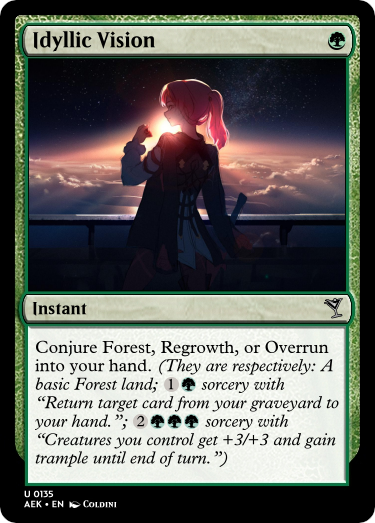 Idyllic Vision
Instant
Conjure Forest, Regrowth, or Overrun
into your hand. (They are respectively: A
basic Forest land; 1 sorcery with
“Return target card from your graveyard to
your hand.”; 2 sorcery with
“Creatures you control get +3/+3 and gain
trample until end of turn.”)
U 0135
AEK • EN Coldini